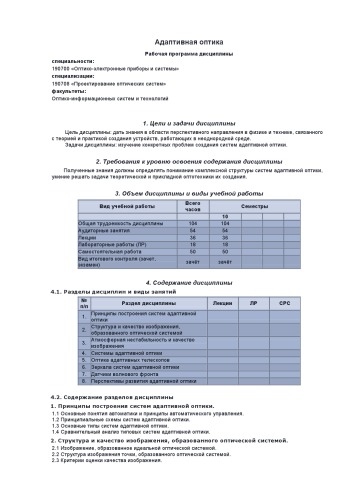 Адаптивная оптика
Рабочая программа дисциплины
специальности:
190700 «Оптико-электронные приборы и системы»
специализации:
190708 «Проектирование оптических систем»
факультеты:
Оптико-информационных систем и технологий
1. Цели и задачи дисциплины
Цель дисциплины: дать знания в области перспективного направления в физике и технике, связанного
с теорией и практикой создания устройств, работающих в неоднородной среде.
Задачи дисциплины: изучение конкретных проблем создания систем адаптивной оптики.
2. Требования к уровню освоения содержания дисциплины
Полученные знания должны определять понимание комплексной структуры систем адаптивной оптики,
умение решать задачи теоретической и прикладной оптотехники их создания.
3. Объем дисциплины и виды учебной работы
Вид учебной работы Всего часов Семестры
10
Общая трудоемкость дисциплины 104 104
Аудиторные занятия 54 54
Лекции 36 36
Лабораторные работы (ЛР) 18 18
Самостоятельная работа 50 50
Вид итогового контроля (зачет, экзамен) зачёт зачёт
4. Содержание дисциплины
4.1. Разделы дисциплин и виды занятий
№ п/п Раздел дисциплины Лекции ЛР СРС
1. Принципы построения систем адаптивной оптики
2. Структура и качество изображения, образованного оптической системой
3. Атмосферная нестабильность и качество изображения
4. Системы адаптивной оптики
5. Оптика адаптивных телескопов
6. Зеркала систем адаптивной оптики
7. Датчики волнового фронта
8. Перспективы развития адаптивной оптики
4.2. Содержание разделов дисциплины
1. Принципы построения систем адаптивной оптики.
1.1 Основные понятия автоматики и принципы автоматического управления.
1.2 Принципиальные схемы систем адаптивной оптики.
1.3 Основные типы систем адаптивной оптики.
1.4 Сравнительный анализ типовых систем адаптивной оптики.
2. Структура и качество изображения, образованного оптической системой.
2.1 Изображение, образованное идеальной оптической системой.
2.2 Структура изображения точки, образованного оптической системой.
2.3 Критерии оценки качества изображения.